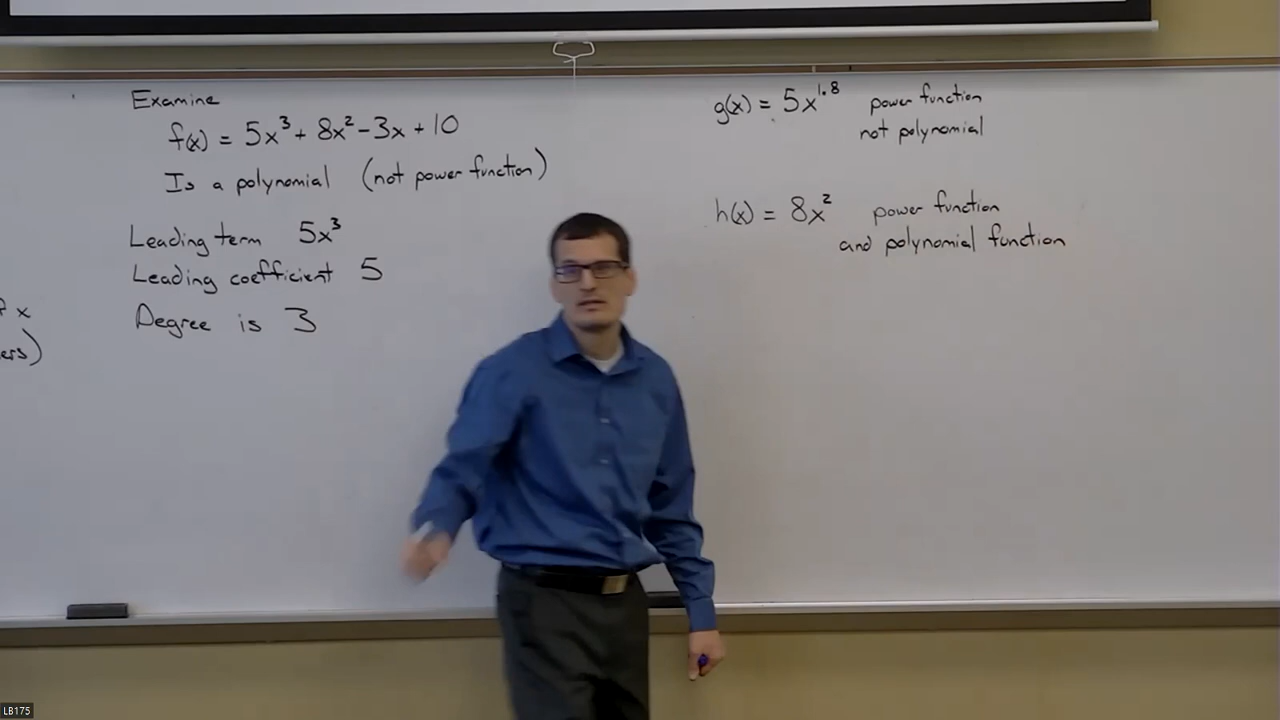 Examine
f(x) = 5x³ + 8x² - 3x + 10
Is a polynomial (not power function)
Leading term 5x³
Leading coefficient 5
Degree is 3
x
ers)
g(x) = 5x^1.8 power function
not polynomial
h(x) = 8x² power function
and polynomial function
LB175